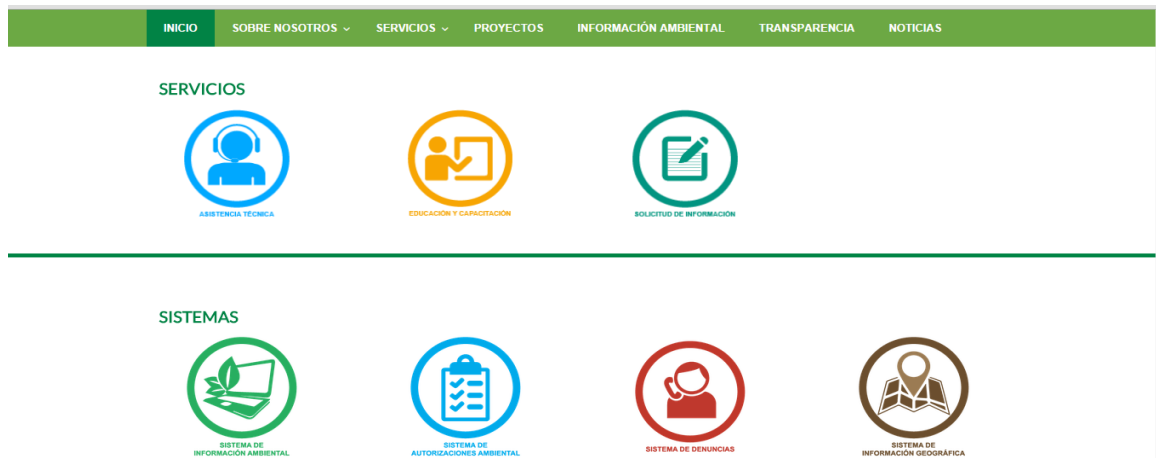 INICIO SOBRE NOSOTROS SERVICIOS PROYECTOS INFORMACIÓN AMBIENTAL TRANSPARENCIA NOTICIAS
SERVICIOS
ASISTENCIA TÉCNICA
EDUCACIÓN Y CAPACITACIÓN
SOLICITUD DE INFORMACIÓN
SISTEMAS
SISTEMA DE
INFORMACIÓN AMBIENTAL
SISTEMA DE
AUTORIZACIONES AMBIENTAL
SISTEMA DE DENUNCIAS
SISTEMA DE
INFORMACIÓN GEOGRÁFICA